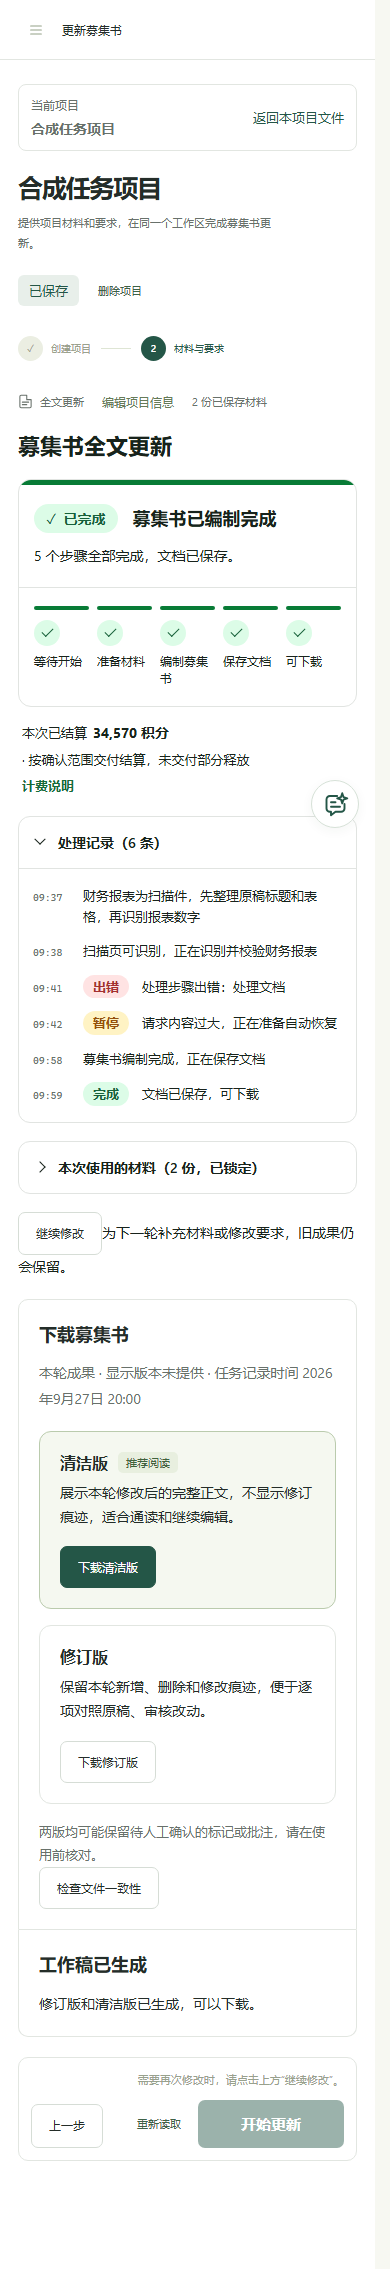 更新募集书
当前项目
合成任务项目
返回本项目文件
合成任务项目
提供项目材料和要求，在同一个工作区完成募集书更
新。
已保存
删除项目
✓ 创建项目
2 材料与要求
全文更新 编辑项目信息 2 份已保存材料
募集书全文更新
✓ 已完成 募集书已编制完成
5 个步骤全部完成，文档已保存。
等待开始 准备材料 编制募集 保存文档 可下载
书
本次已结算 34,570 积分
· 按确认范围交付结算，未交付部分释放
计费说明
处理记录（6 条）
09:37 财务报表为扫描件，先整理原稿标题和表
格，再识别报表数字
09:38 扫描页可识别，正在识别并校验财务报表
09:41 出错 处理步骤出错：处理文档
09:42 暂停 请求内容过大，正在准备自动恢复
09:58 募集书编制完成，正在保存文档
09:59 完成 文档已保存，可下载
本次使用的材料（2 份，已锁定）
继续修改 为下一轮补充材料或修改要求，旧成果仍
会保留。
下载募集书
本轮成果 · 显示版本未提供 · 任务记录时间 2026
年9月27日 20:00
清洁版 推荐阅读
展示本轮修改后的完整正文，不显示修订
痕迹，适合通读和继续编辑。
下载清洁版
修订版
保留本轮新增、删除和修改痕迹，便于逐
项对照原稿、审核改动。
下载修订版
两版均可能保留待人工确认的标记或批注，请在使
用前核对。
检查文件一致性
工作稿已生成
修订版和清洁版已生成，可以下载。
需要再次修改时，请点击上方“继续修改”。
上一步 重新读取 开始更新